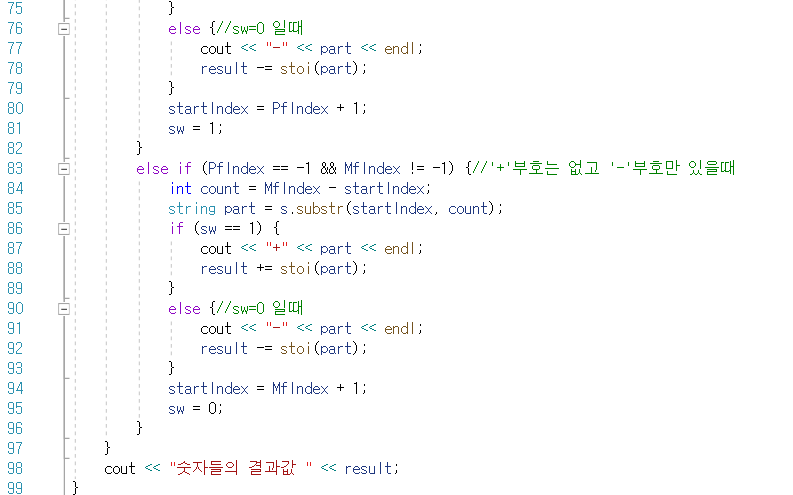 75 }
76 else {//sw=0 일때
77 cout << "-" << part << endl;
78 result -= stoi(part);
79 }
80 startIndex = PfIndex + 1;
81 sw = 1;
82 }
83 else if (PfIndex == -1 && MfIndex != -1) {//'+'부호는 없고 '-'부호만 있을때
84 int count = MfIndex - startIndex;
85 string part = s.substr(startIndex, count);
86 if (sw == 1) {
87 cout << "+" << part << endl;
88 result += stoi(part);
89 }
90 else {//sw=0 일때
91 cout << "-" << part << endl;
92 result -= stoi(part);
93 }
94 startIndex = MfIndex + 1;
95 sw = 0;
96 }
97 }
98 cout << "숫자들의 결과값 " << result;
99 }